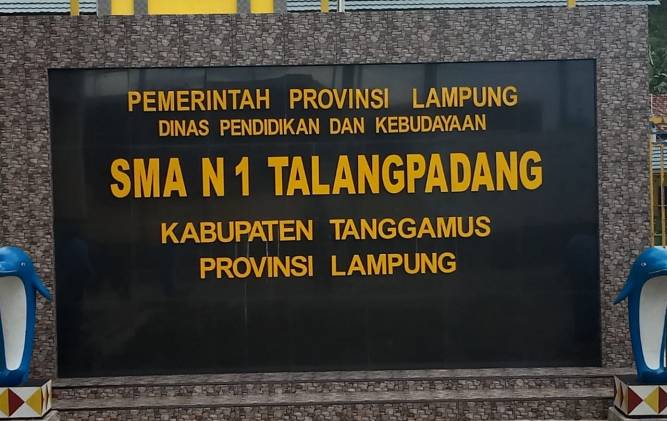 PEMERINTAH PROVINSI LAMPUNG
DINAS PENDIDIKAN DAN KEBUDAYAAN
SMA N 1 TALANGPADANG
KABUPATEN TANGGAMUS
PROVINSI LAMPUNG